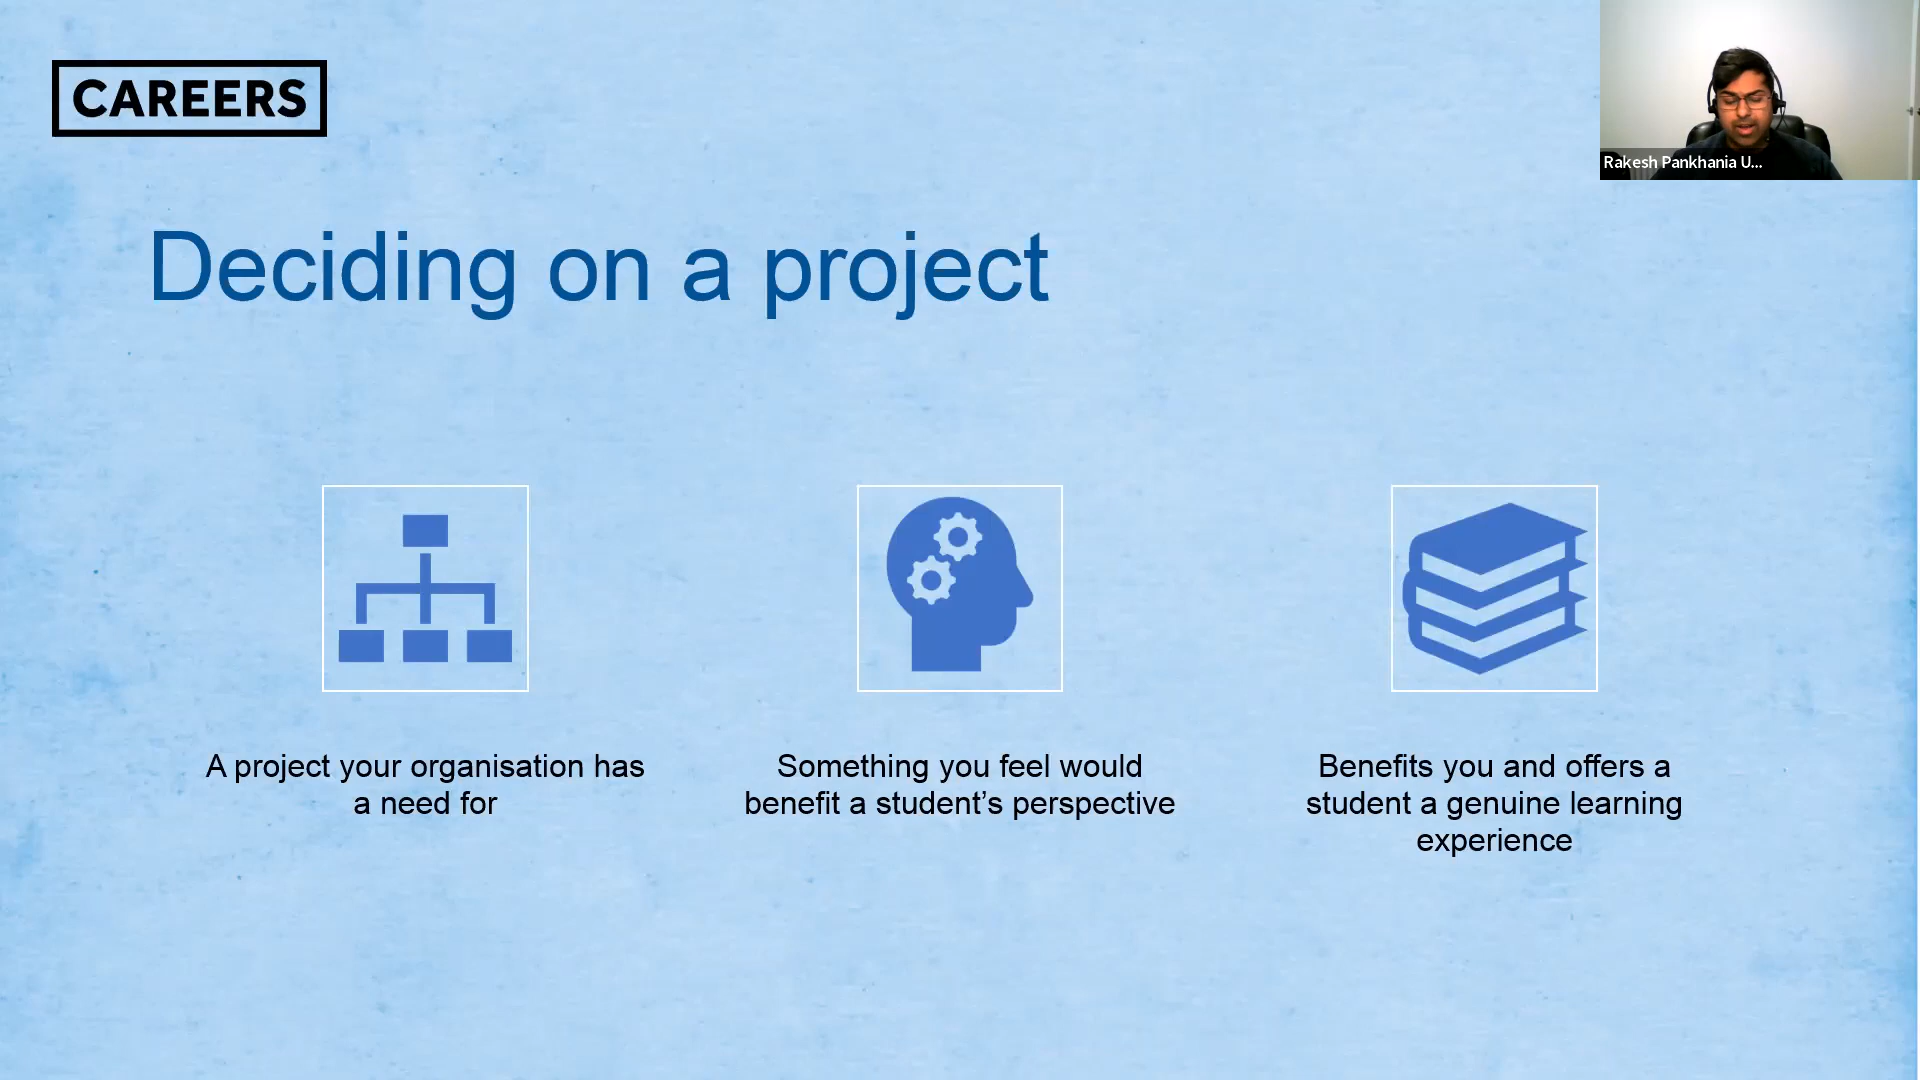 CAREERS
Rakesh Pankhania U...
Deciding on a project
A project your organisation has
a need for
Something you feel would
benefit a student’s perspective
Benefits you and offers a
student a genuine learning
experience